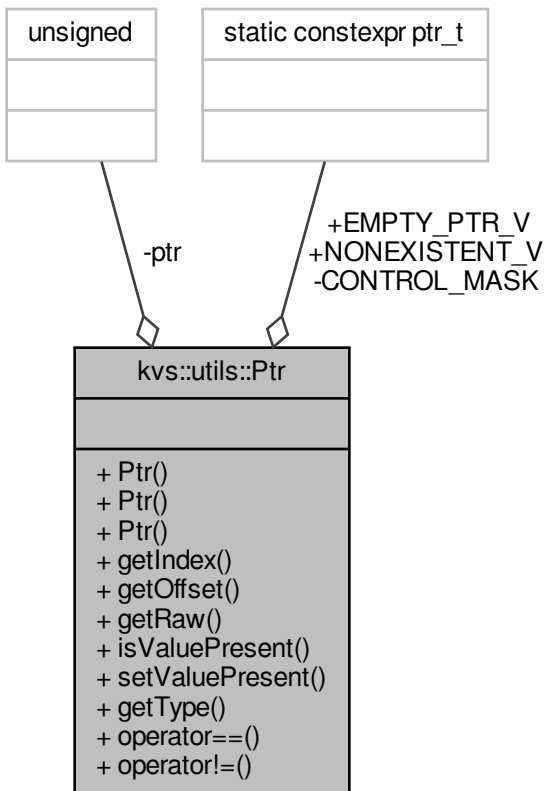 unsigned
static constexpr ptr_t
-ptr
+EMPTY_PTR_V
+NONEXISTENT_V
-CONTROL_MASK
kvs::utils::Ptr
+ Ptr()
+ Ptr()
+ Ptr()
+ getIndex()
+ getOffset()
+ getRaw()
+ isValuePresent()
+ setValuePresent()
+ getType()
+ operator==()
+ operator!=()